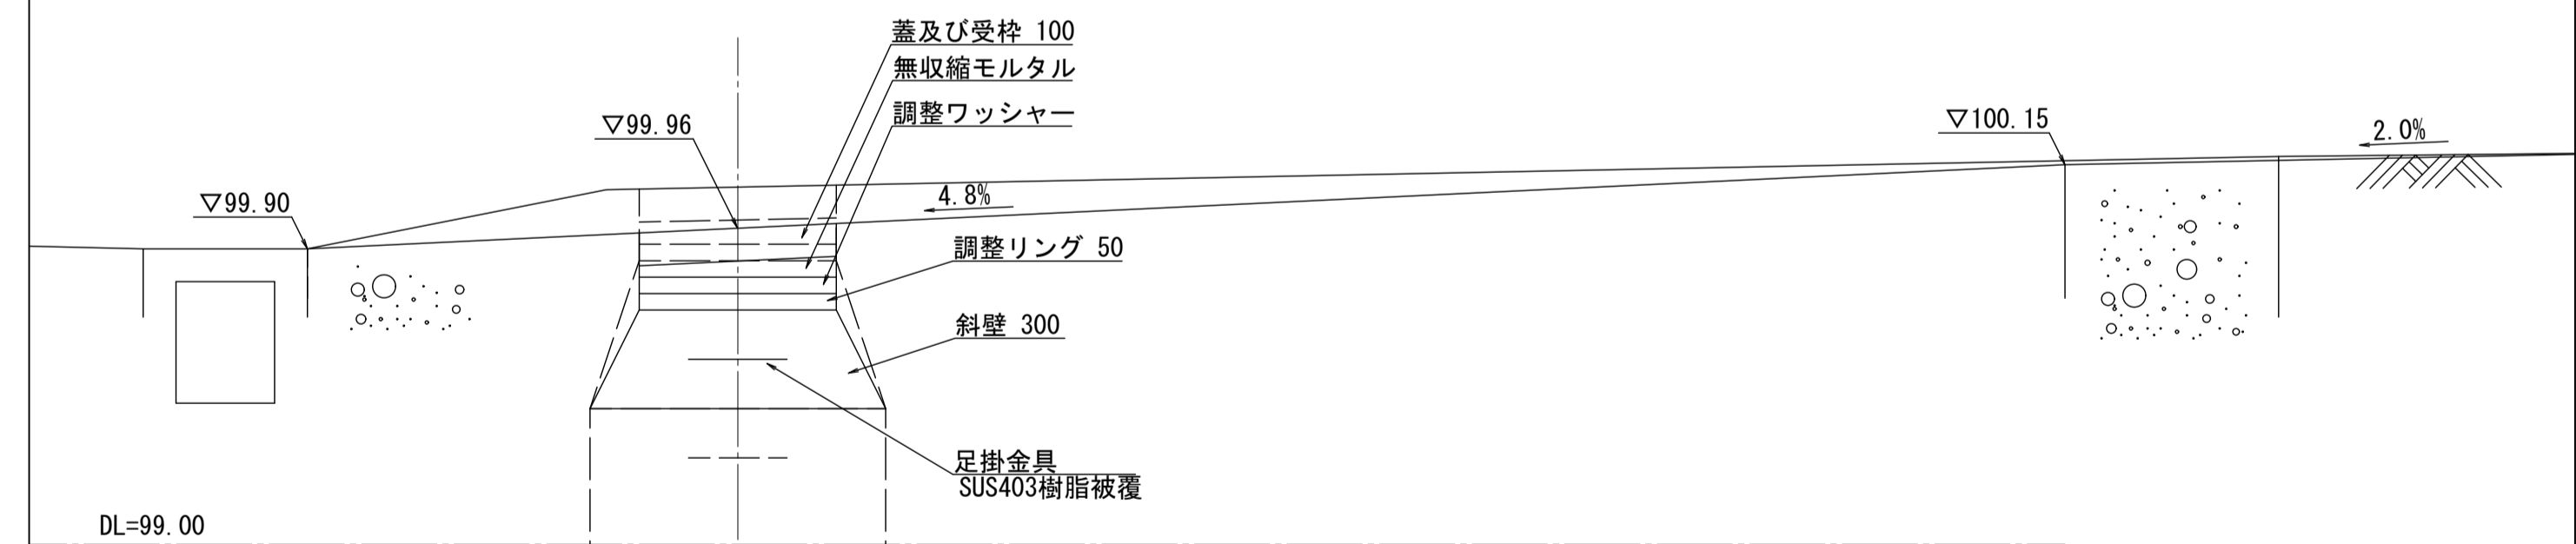 蓋及び受枠 100
無収縮モルタル
調整ワッシャー
▽99.96
▽100.15
2.0%
▽99.90
4.8%
調整リング 50
斜壁 300
足掛金具
SUS403樹脂被覆
DL=99.00